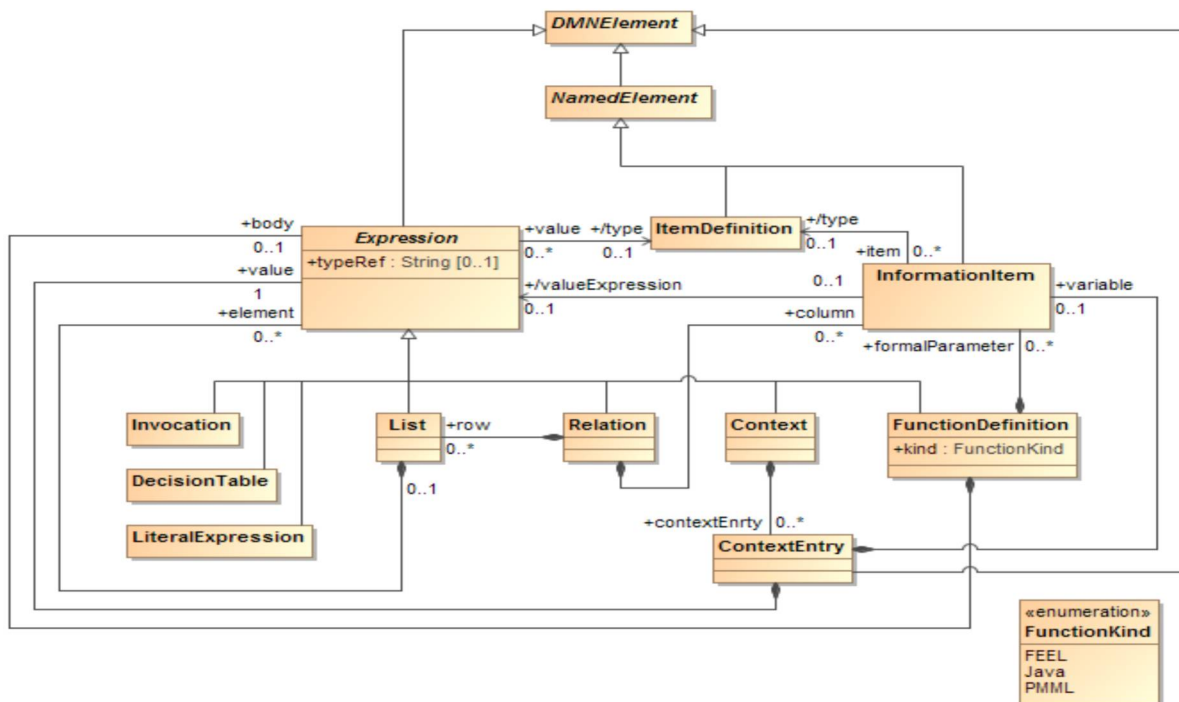 DMNElement
NamedElement
+body
0..1
Expression
+typeRef : String [0..1]
+value
0..*
+/type
0..1
ItemDefinition
+/type
0..1
+item
0..*
InformationItem
+value
1
+element
0..*
+/valueExpression
0..1
0..1
+variable
0..1
+column
0..*
+formalParameter
0..*
Invocation
List
+row
0..*
Relation
Context
FunctionDefinition
+kind : FunctionKind
DecisionTable
0..1
LiteralExpression
+contextEnrty
0..*
ContextEntry
«enumeration»
FunctionKind
FEEL
Java
PMML